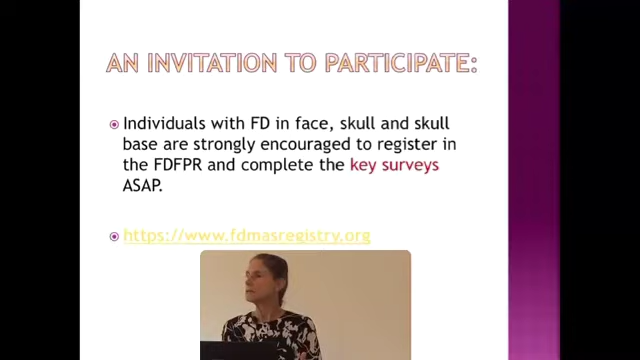 AN INVITATION TO PARTICIPATE:
Individuals with FD in face, skull and skull
base are strongly encouraged to register in
the FDFPR and complete the key surveys
ASAP.
https://www.fdmasregistry.org